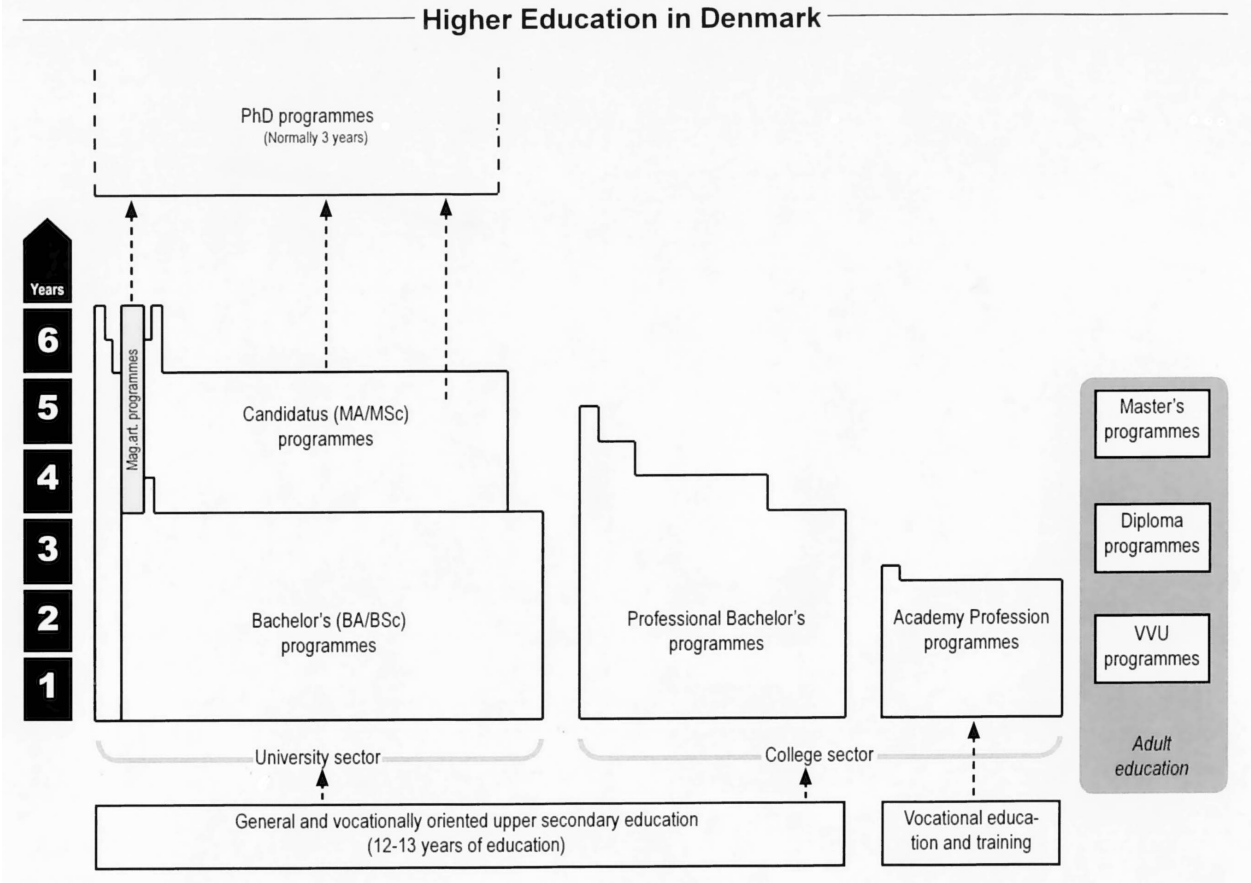 Higher Education in Denmark
PhD programmes
(Normally 3 years)
Years
6
5
4
3
2
1
Mag.art. programmes
Candidatus (MA/MSc)
programmes
Bachelor's (BA/BSc)
programmes
Professional Bachelor's
programmes
Academy Profession
programmes
Master's
programmes
Diploma
programmes
VVU
programmes
Adult
education
University sector
College sector
General and vocationally oriented upper secondary education
(12-13 years of education)
Vocational educa-
tion and training